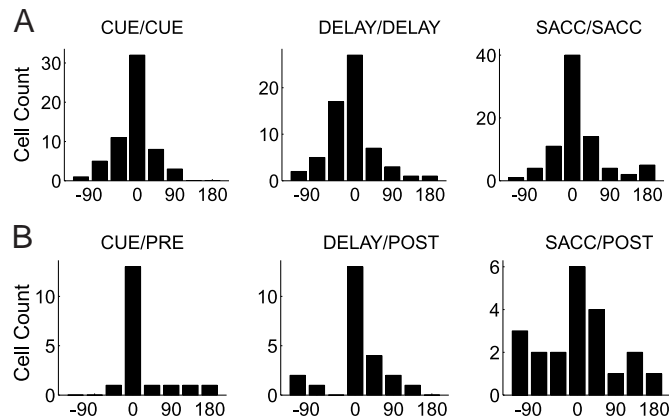 A
CUE/CUE DELAY/DELAY SACC/SACC
Cell Count
30 20 10 0
-90 0 90 180
20 0
-90 0 90 180
40 20 0
-90 0 90 180
B
CUE/PRE DELAY/POST SACC/POST
Cell Count
10 5 0
-90 0 90 180
10 5 0
-90 0 90 180
6 4 2 0
-90 0 90 180